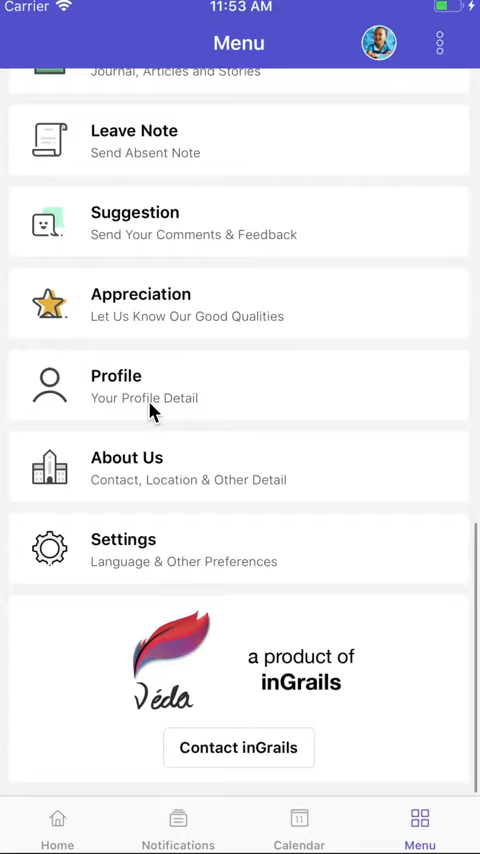 Carrier 11:53 AM
Menu
Journal, Articles and Stories
Leave Note
Send Absent Note
Suggestion
Send Your Comments & Feedback
Appreciation
Let Us Know Our Good Qualities
Profile
Your Profile Detail
About Us
Contact, Location & Other Detail
Settings
Language & Other Preferences
Véda
a product of
inGrails
Contact inGrails
11
Home Notifications Calendar Menu